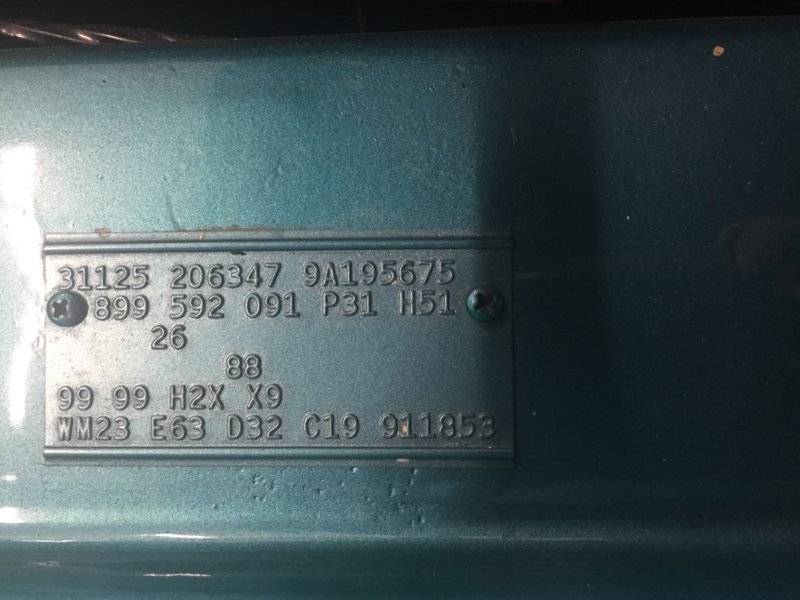 31125 206347 9A195675
899 592 091 P31 H51
26
88
99 99 H2X X9
WM23 E63 D32 C19 911853